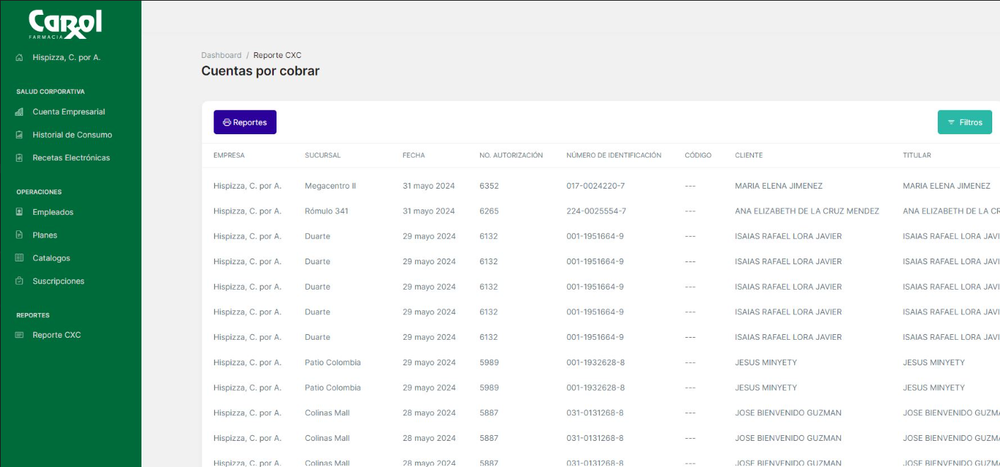 Carol
FARMACIA
Hispizza, C. por A.
SALUD CORPORATIVA
Cuenta Empresarial
Historial de Consumo
Recetas Electrónicas
OPERACIONES
Empleados
Planes
Catalogos
Suscripciones
REPORTES
Reporte CXC
Dashboard / Reporte CXC
Cuentas por cobrar
Reportes
Filtros
EMPRESA SUCURSAL FECHA NO. AUTORIZACIÓN NÚMERO DE IDENTIFICACIÓN CÓDIGO CLIENTE TITULAR
Hispizza, C. por A. Megacentro II 31 mayo 2024 6352 017-0024220-7 --- MARIA ELENA JIMENEZ MARIA ELENA JIMENEZ
Hispizza, C. por A. Rómulo 341 31 mayo 2024 6265 224-0025554-7 --- ANA ELIZABETH DE LA CRUZ MENDEZ ANA ELIZABETH DE LA CR
Hispizza, C. por A. Duarte 29 mayo 2024 6132 001-1951664-9 --- ISAIAS RAFAEL LORA JAVIER ISAIAS RAFAEL LORA JAVI
Hispizza, C. por A. Duarte 29 mayo 2024 6132 001-1951664-9 --- ISAIAS RAFAEL LORA JAVIER ISAIAS RAFAEL LORA JAVI
Hispizza, C. por A. Duarte 29 mayo 2024 6132 001-1951664-9 --- ISAIAS RAFAEL LORA JAVIER ISAIAS RAFAEL LORA JAVI
Hispizza, C. por A. Duarte 29 mayo 2024 6132 001-1951664-9 --- ISAIAS RAFAEL LORA JAVIER ISAIAS RAFAEL LORA JAVI
Hispizza, C. por A. Duarte 29 mayo 2024 6132 001-1951664-9 --- ISAIAS RAFAEL LORA JAVIER ISAIAS RAFAEL LORA JAVI
Hispizza, C. por A. Patio Colombia 29 mayo 2024 5989 001-1932628-8 --- JESUS MINYETY JESUS MINYETY
Hispizza, C. por A. Patio Colombia 29 mayo 2024 5989 001-1932628-8 --- JESUS MINYETY JESUS MINYETY
Hispizza, C. por A. Colinas Mall 28 mayo 2024 5887 031-0131268-8 --- JOSE BIENVENIDO GUZMAN JOSE BIENVENIDO GUZMA
Hispizza, C. por A. Colinas Mall 28 mayo 2024 5887 031-0131268-8 --- JOSE BIENVENIDO GUZMAN JOSE BIENVENIDO GUZMA
Hispizza, C. por A. Colinas Mall 28 mayo 2024 5887 031-0131268-8 --- JOSE BIENVENIDO GUZMAN JOSE BIENVENIDO GUZMA